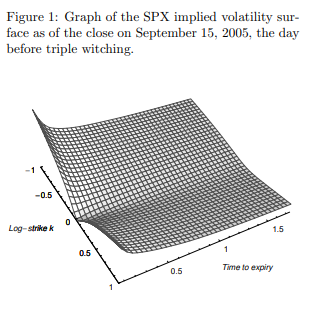 Figure 1: Graph of the SPX implied volatility sur-
face as of the close on September 15, 2005, the day
before triple witching.
-1
-0.5
0
Log-strike k
0.5
1
0.5
1
1.5
Time to expiry